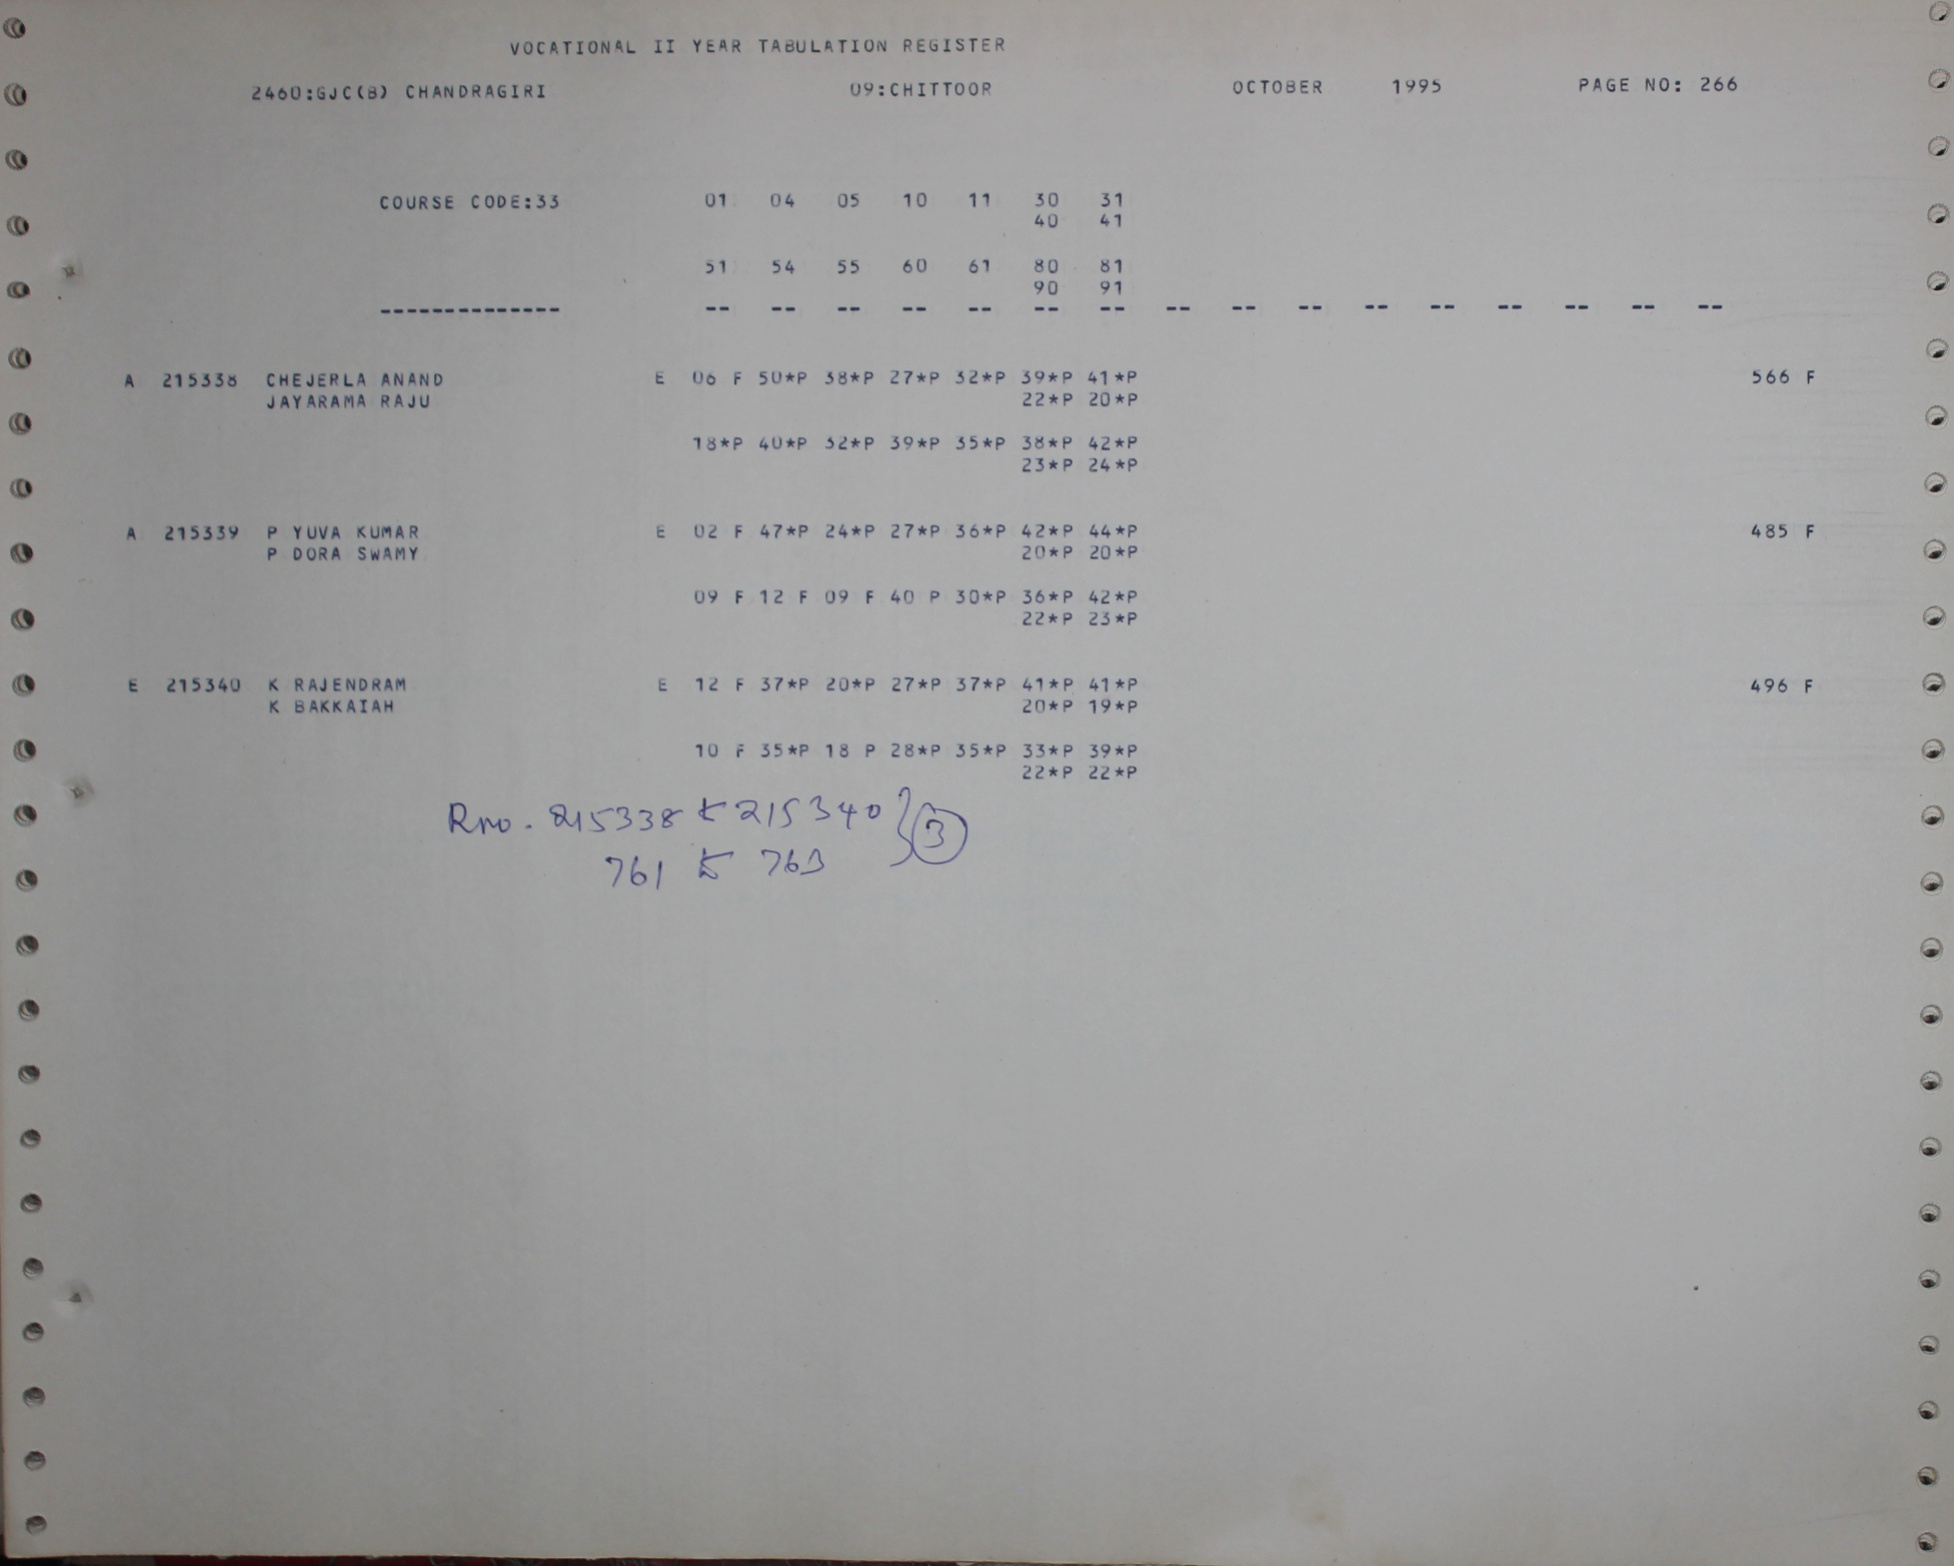 VOCATIONAL II YEAR TABULATION REGISTER
2460:GJC(B) CHANDRAGIRI 09:CHITTOOR OCTOBER 1995 PAGE NO: 266
COURSE CODE:33 01 04 05 10 11 30 31
40 41
51 54 55 60 61 80 81
90 91
-------------- -- -- -- -- -- -- -- -- -- -- -- -- -- -- -- --
A 215338 CHEJERLA ANAND E 06 F 50*P 38*P 27*P 32*P 39*P 41*P 566 F
JAYARAMA RAJU 22*P 20*P
18*P 40*P 32*P 39*P 35*P 38*P 42*P
23*P 24*P
A 215339 P YUVA KUMAR E 02 F 47*P 24*P 27*P 36*P 42*P 44*P 485 F
P DORA SWAMY 20*P 20*P
09 F 12 F 09 F 40 P 30*P 36*P 42*P
22*P 23*P
E 215340 K RAJENDRAM E 12 F 37*P 20*P 27*P 37*P 41*P 41*P 496 F
K BAKKAIAH 20*P 19*P
10 F 35*P 18 P 28*P 35*P 33*P 39*P
22*P 22*P
Rno. 215338 to 215340 } 3
761 to 763